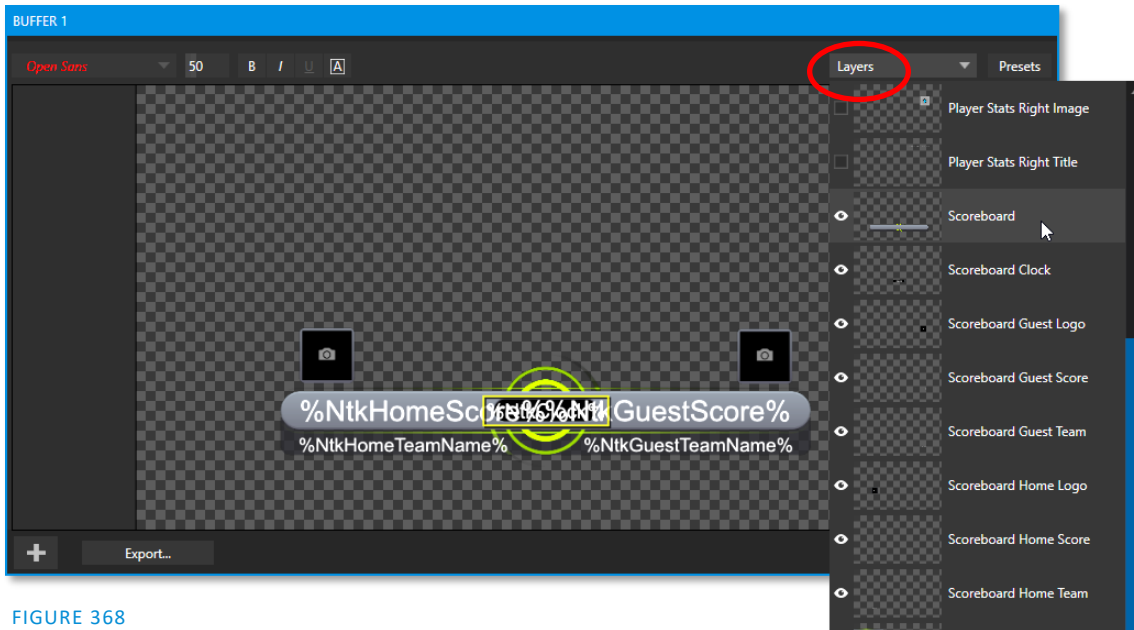 BUFFER 1
Open Sans 50 B I U A Layers Presets
Player Stats Right Image
Player Stats Right Title
Scoreboard
Scoreboard Clock
Scoreboard Guest Logo
Scoreboard Guest Score
Scoreboard Guest Team
Scoreboard Home Logo
Scoreboard Home Score
Scoreboard Home Team
%NtkHomeSco GuestScore%
%NtkHomeTeamName% %NtkGuestTeamName%
+ Export...
FIGURE 368